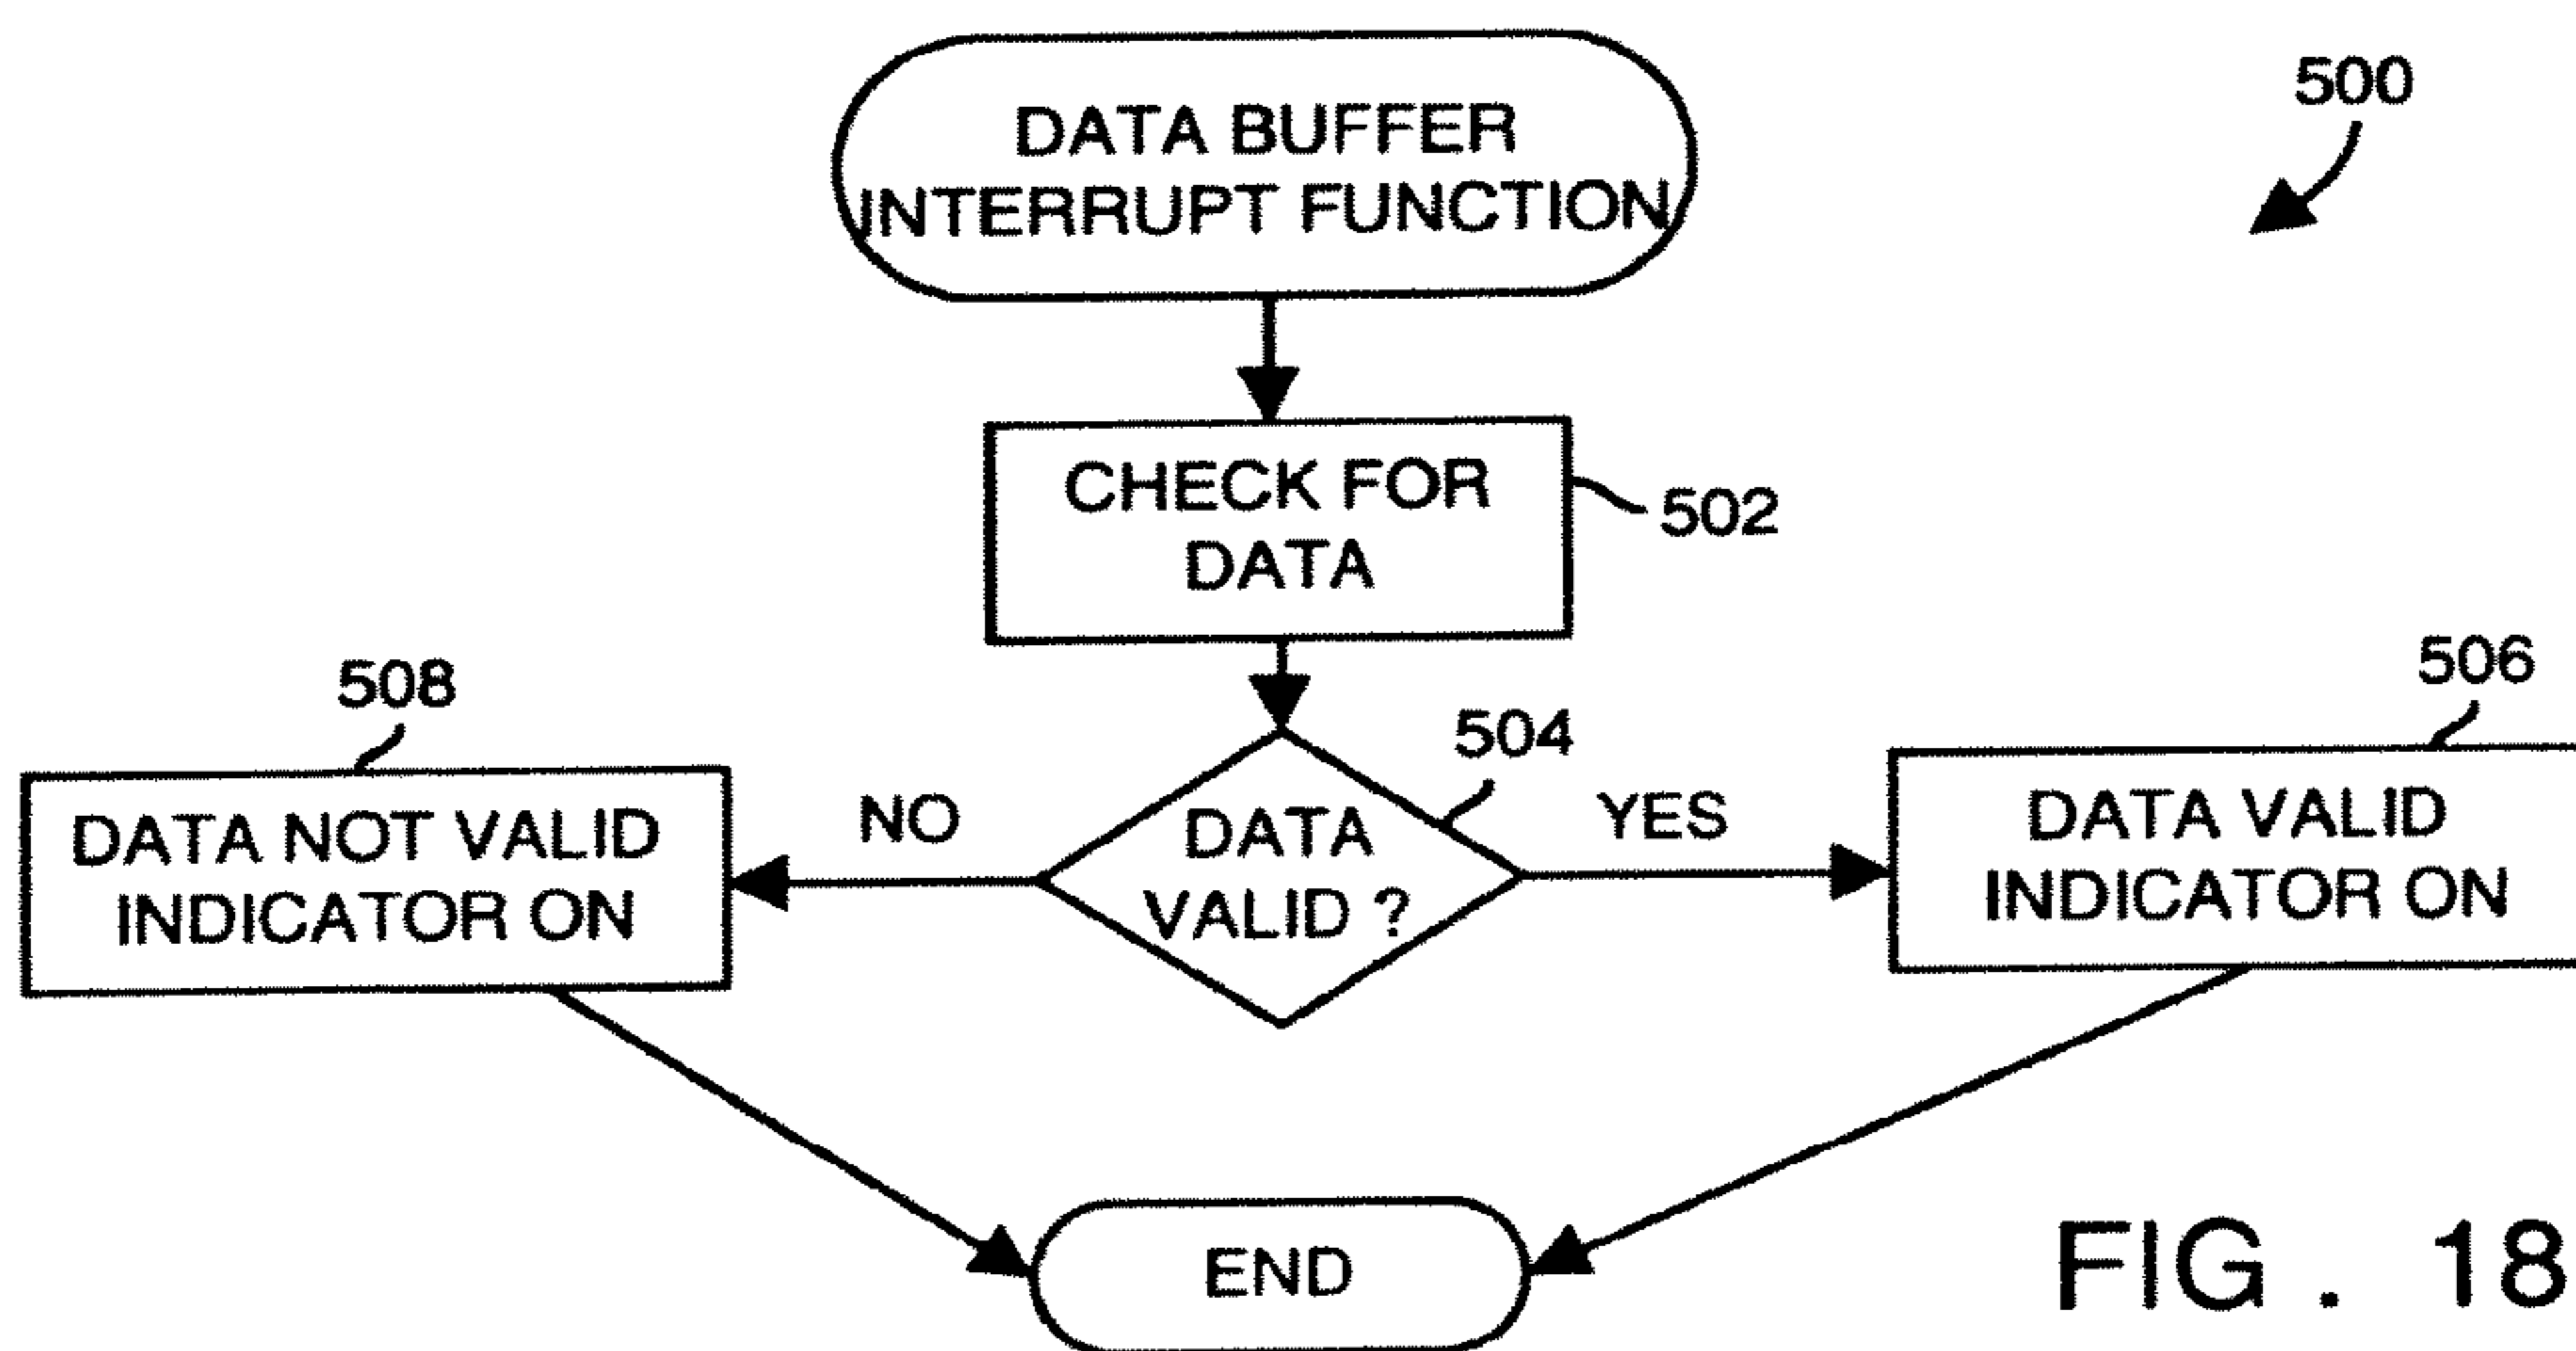 DATA BUFFER
INTERRUPT FUNCTION
500
CHECK FOR
DATA
502
508
506
504
DATA NOT VALID
INDICATOR ON
NO
DATA
VALID ?
YES
DATA VALID
INDICATOR ON
END
FIG . 18